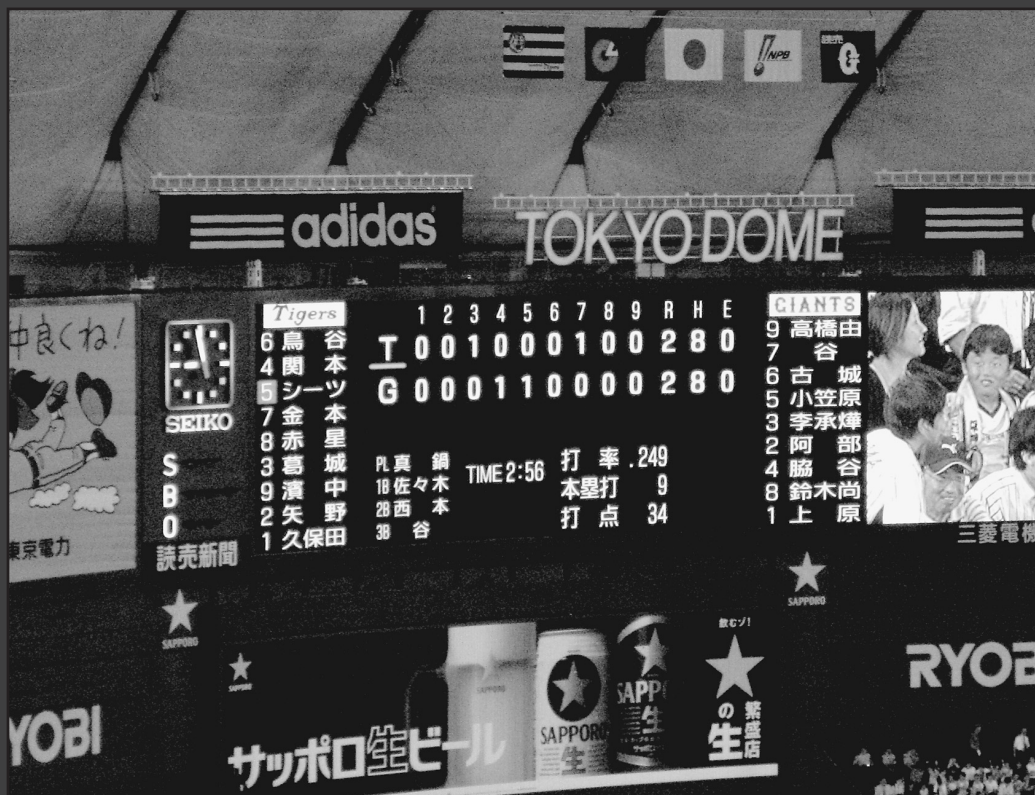 NPB
読売
G
adidas
TOKYO DOME
仲良くね!
東京電力
SEIKO
S
B
O
読売新聞
Tigers
6 鳥谷
4 関本
5 シーツ
7 金本
8 赤星
3 葛城
9 濱中
2 矢野
1 久保田
1 2 3 4 5 6 7 8 9 R H E
T 0 0 1 0 0 0 1 0 0 2 8 0
G 0 0 0 1 1 0 0 0 0 2 8 0
PL 真鍋
1B 佐々木
2B 西本
3B 谷
TIME 2:56
打率 .249
本塁打 9
打点 34
GIANTS
9 高橋由
7 谷
6 古城
5 小笠原
3 李承燁
2 阿部
4 脇谷
8 鈴木尚
1 上原
三菱電機
SAPPORO
SAPPORO
SAPPORO
サッポロ生ビール
SAPPORO
SAPPORO
生
SAPP
生
飲むゾ!
繁盛店
の生
YOBI
RYOB